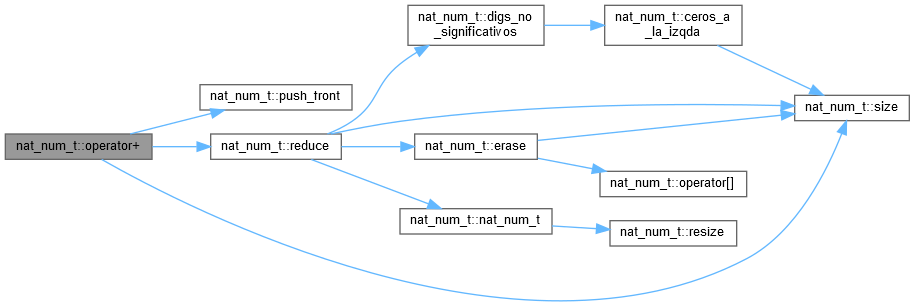 nat_num_t::operator+
nat_num_t::push_front
nat_num_t::reduce
nat_num_t::digs_no
_significativos
nat_num_t::erase
nat_num_t::nat_num_t
nat_num_t::ceros_a
_la_izqda
nat_num_t::operator[]
nat_num_t::resize
nat_num_t::size